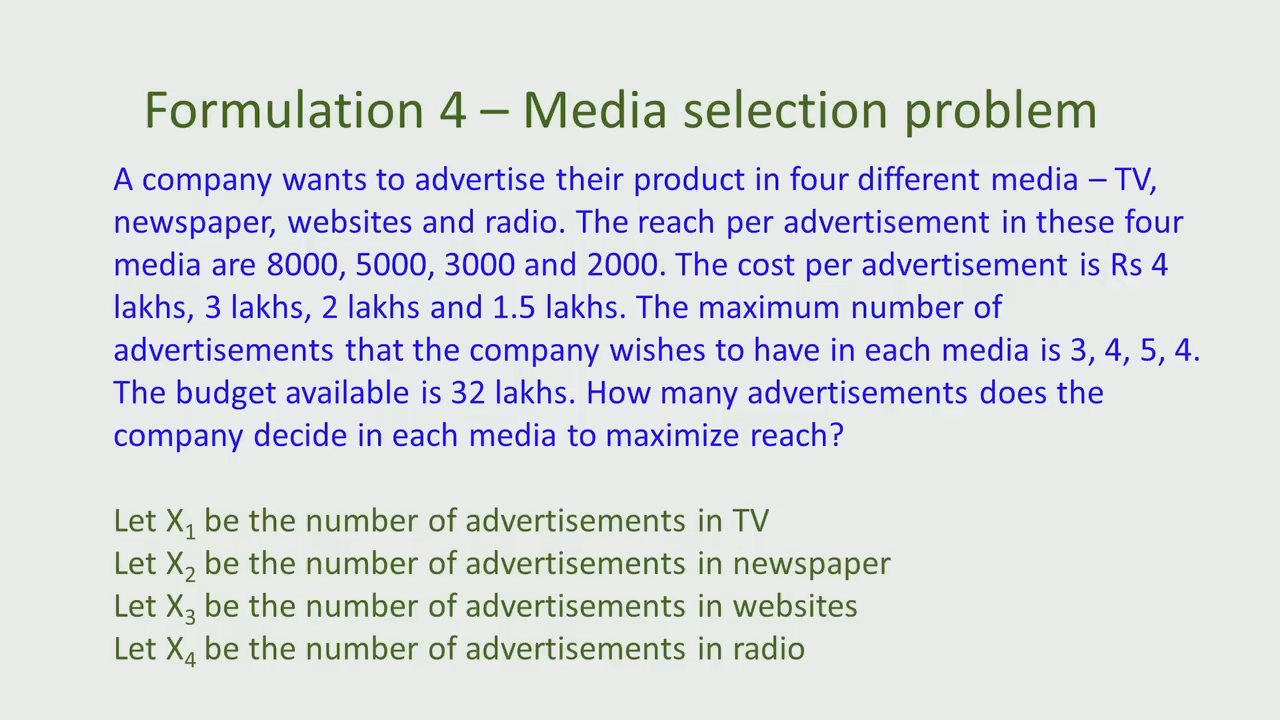 Formulation 4 – Media selection problem
A company wants to advertise their product in four different media – TV,
newspaper, websites and radio. The reach per advertisement in these four
media are 8000, 5000, 3000 and 2000. The cost per advertisement is Rs 4
lakhs, 3 lakhs, 2 lakhs and 1.5 lakhs. The maximum number of
advertisements that the company wishes to have in each media is 3, 4, 5, 4.
The budget available is 32 lakhs. How many advertisements does the
company decide in each media to maximize reach?
Let X₁ be the number of advertisements in TV
Let X₂ be the number of advertisements in newspaper
Let X₃ be the number of advertisements in websites
Let X₄ be the number of advertisements in radio